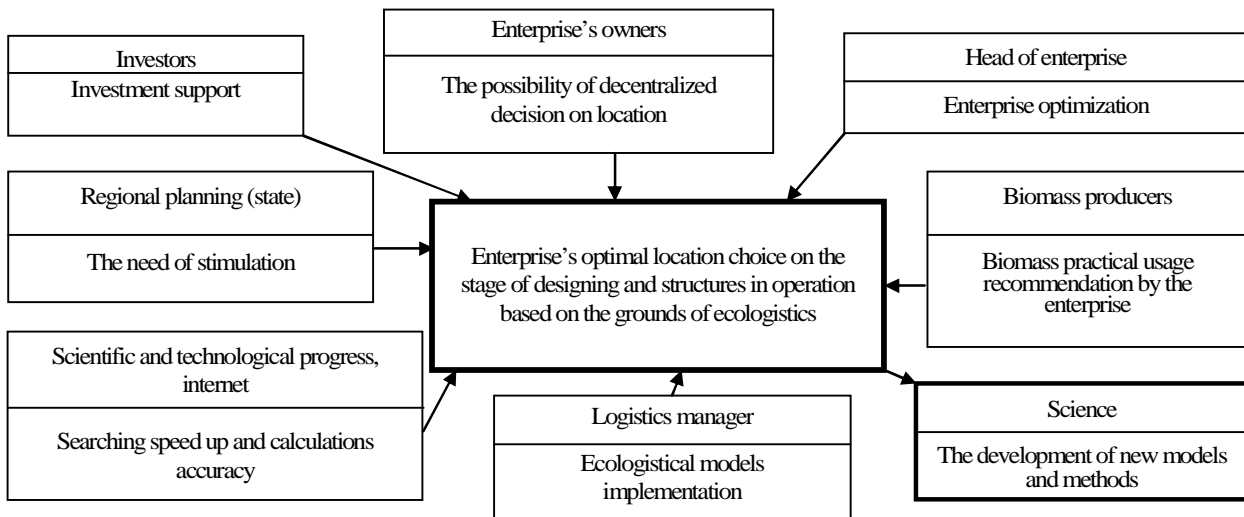 Investors
Investment support
Enterprise’s owners
The possibility of decentralized
decision on location
Head of enterprise
Enterprise optimization
Regional planning (state)
The need of stimulation
Enterprise’s optimal location choice on the
stage of designing and structures in operation
based on the grounds of ecologistics
Biomass producers
Biomass practical usage
recommendation by the
enterprise
Scientific and technological progress,
internet
Searching speed up and calculations
accuracy
Logistics manager
Ecologistical models
implementation
Science
The development of new models
and methods